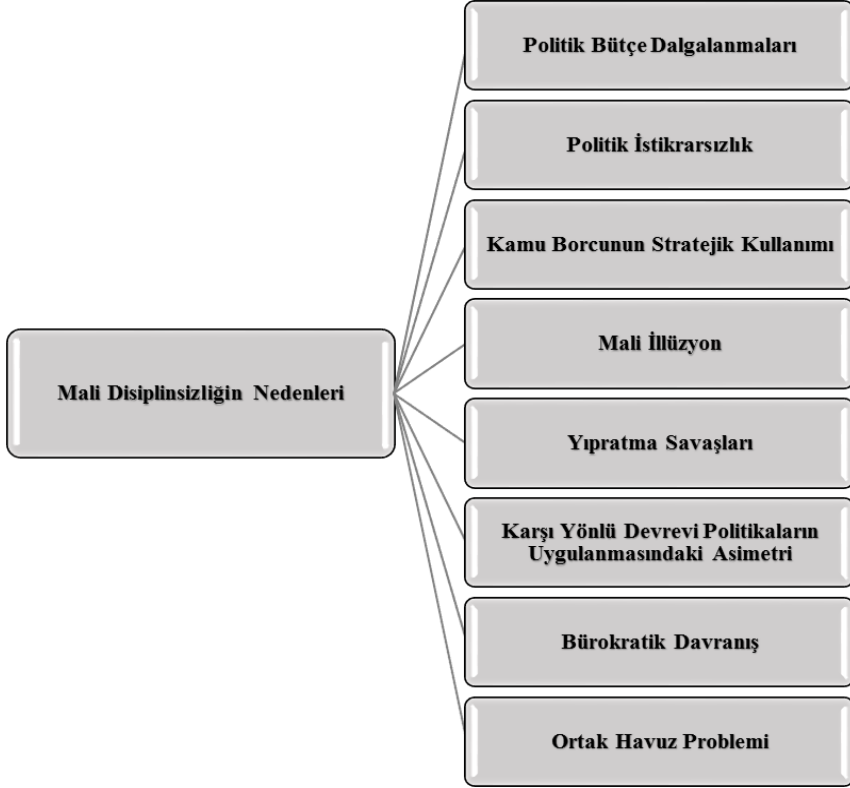 Politik Bütçe Dalgalanmaları
Politik İstikrarsızlık
Kamu Borcunun Stratejik Kullanımı
Mali Disiplinsizliğin Nedenleri
Mali İllüzyon
Yıpratma Savaşları
Karşı Yönlü Devrevi Politikaların
Uygulanmasındaki Asimetri
Bürokratik Davranış
Ortak Havuz Problemi